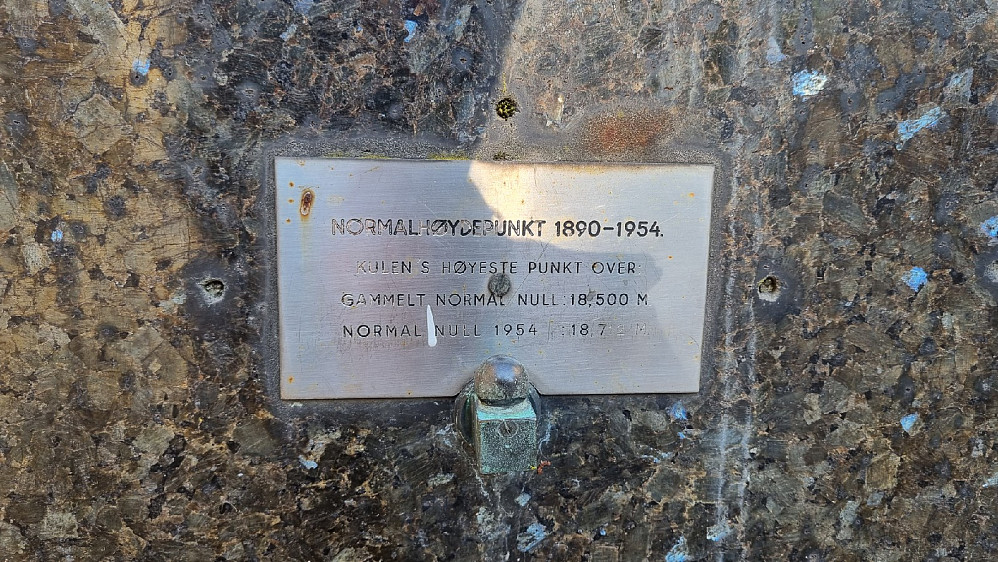 NORMALHØYDEPUNKT 1890-1954.
KULEN S HØYESTE PUNKT OVER:
GAMMELT NORMAL NULL: 18,500 M
NORMAL NULL 1954 :